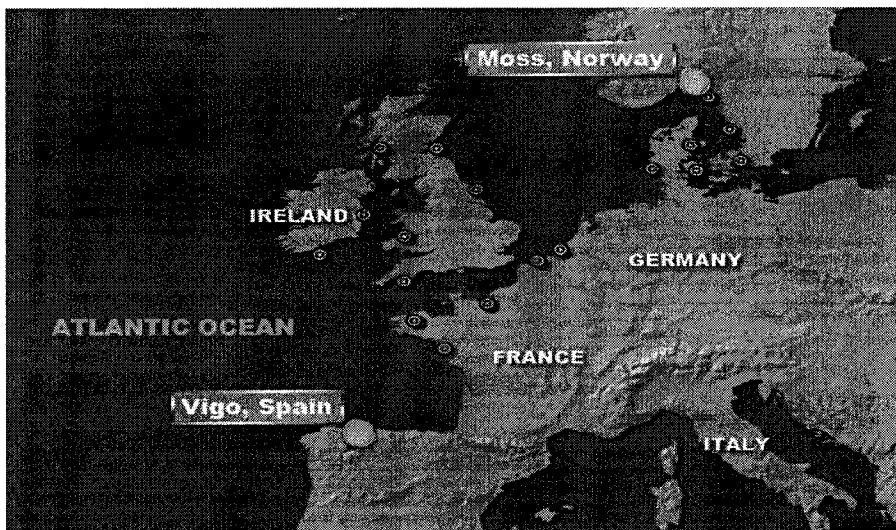 Moss, Norway
IRELAND
GERMANY
ATLANTIC OCEAN
FRANCE
Vigo, Spain
ITALY